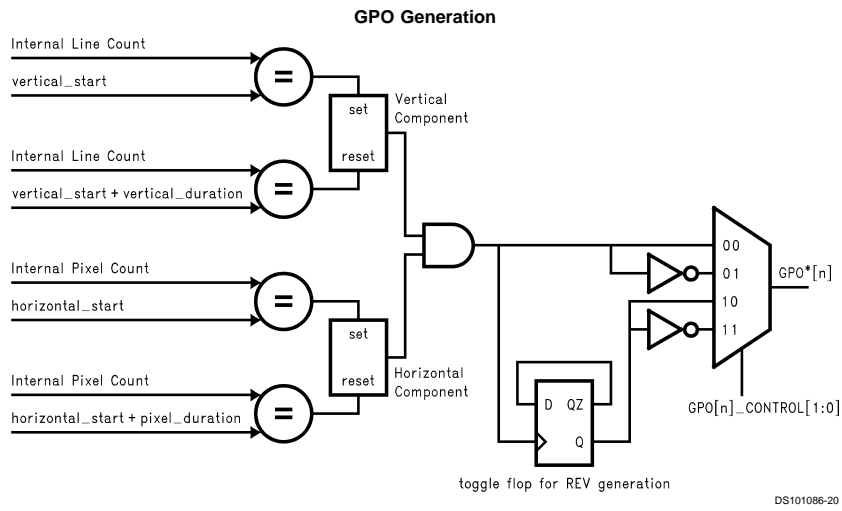 GPO Generation
Internal Line Count
vertical_start
set
Vertical
Component
reset
Internal Line Count
vertical_start + vertical_duration
Internal Pixel Count
horizontal_start
set
reset
Horizontal
Component
Internal Pixel Count
horizontal_start + pixel_duration
00
01
10
11
GPO*[n]
GPO[n]_CONTROL[1:0]
D QZ
Q
toggle flop for REV generation
DS101086-20